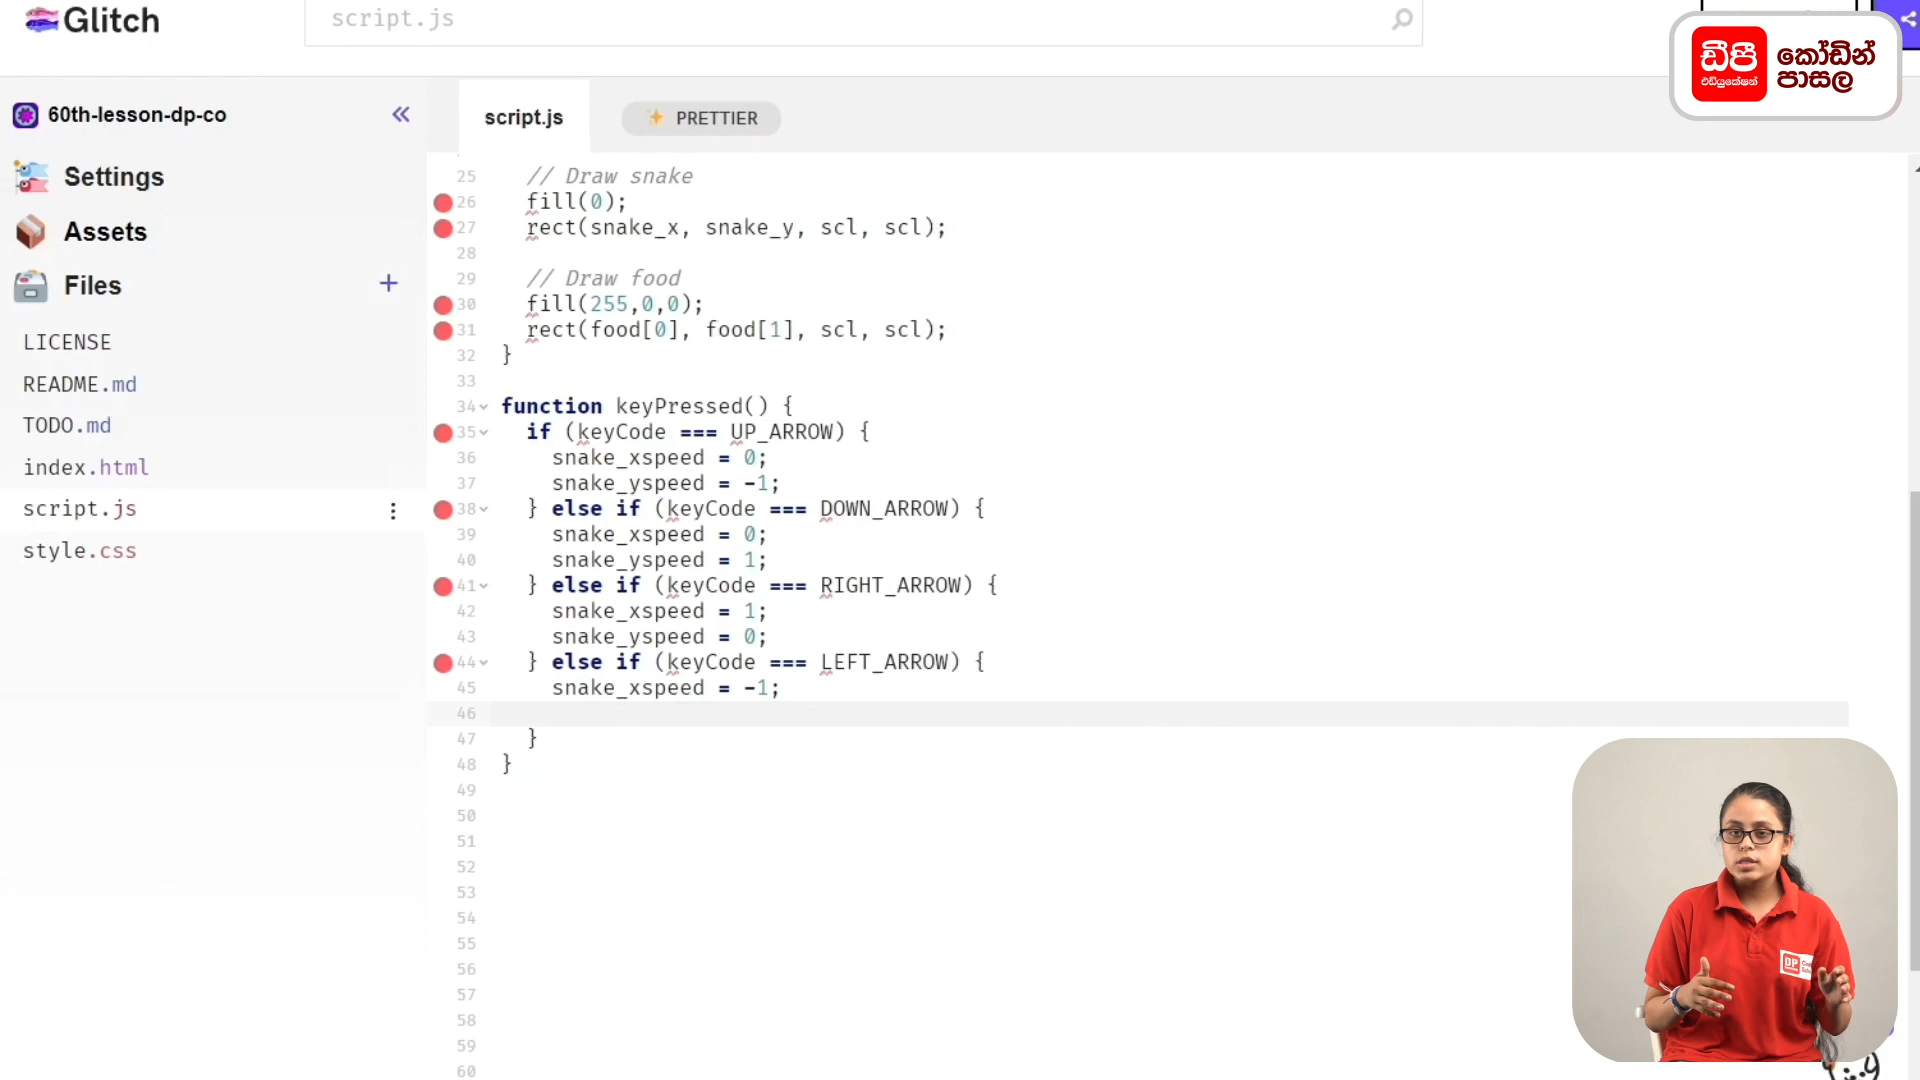 Glitch
script.js
ඩීපී
එඩියුකේෂන්
කෝඩින්
පාසල
60th-lesson-dp-co
script.js
PRETTIER
Settings
Assets
Files
LICENSE
README.md
TODO.md
index.html
script.js
style.css
25 // Draw snake
26 fill(0);
27 rect(snake_x, snake_y, scl, scl);
28
29 // Draw food
30 fill(255,0,0);
31 rect(food[0], food[1], scl, scl);
32 }
33
34 function keyPressed() {
35 if (keyCode === UP_ARROW) {
36 snake_xspeed = 0;
37 snake_yspeed = -1;
38 } else if (keyCode === DOWN_ARROW) {
39 snake_xspeed = 0;
40 snake_yspeed = 1;
41 } else if (keyCode === RIGHT_ARROW) {
42 snake_xspeed = 1;
43 snake_yspeed = 0;
44 } else if (keyCode === LEFT_ARROW) {
45 snake_xspeed = -1;
46
47 }
48 }
49
50
51
52
53
54
55
56
57
58
59
60
DP